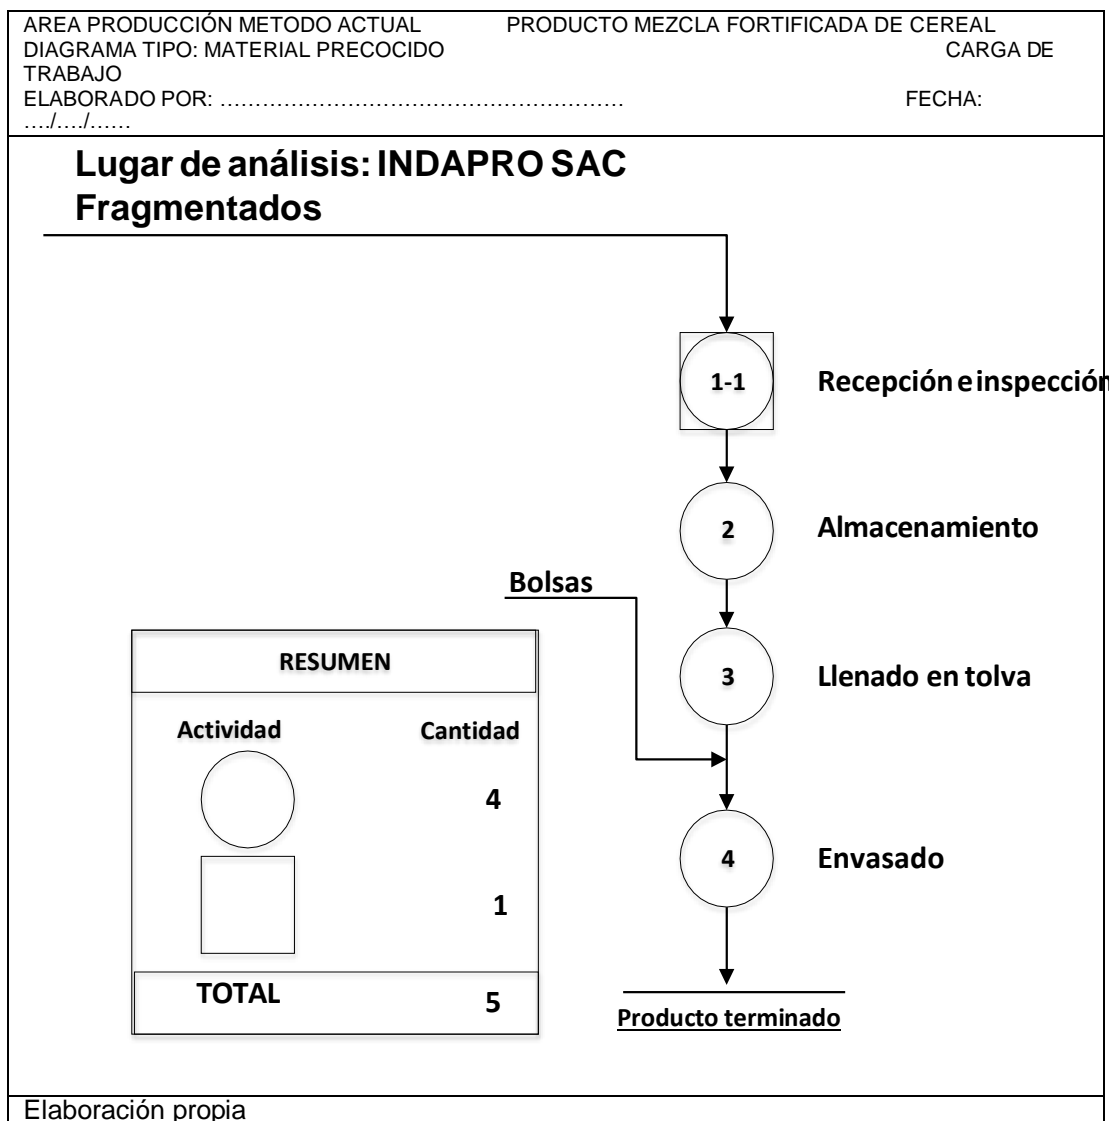 AREA PRODUCCIÓN METODO ACTUAL PRODUCTO MEZCLA FORTIFICADA DE CEREAL
DIAGRAMA TIPO: MATERIAL PRECOCIDO CARGA DE
TRABAJO
ELABORADO POR: ………………………………………………… FECHA:
…./…./……
Lugar de análisis: INDAPRO SAC
Fragmentados
1-1 Recepción e inspección
2 Almacenamiento
Bolsas
3 Llenado en tolva
RESUMEN
Actividad Cantidad
4
1
TOTAL 5
4 Envasado
Producto terminado
Elaboración propia